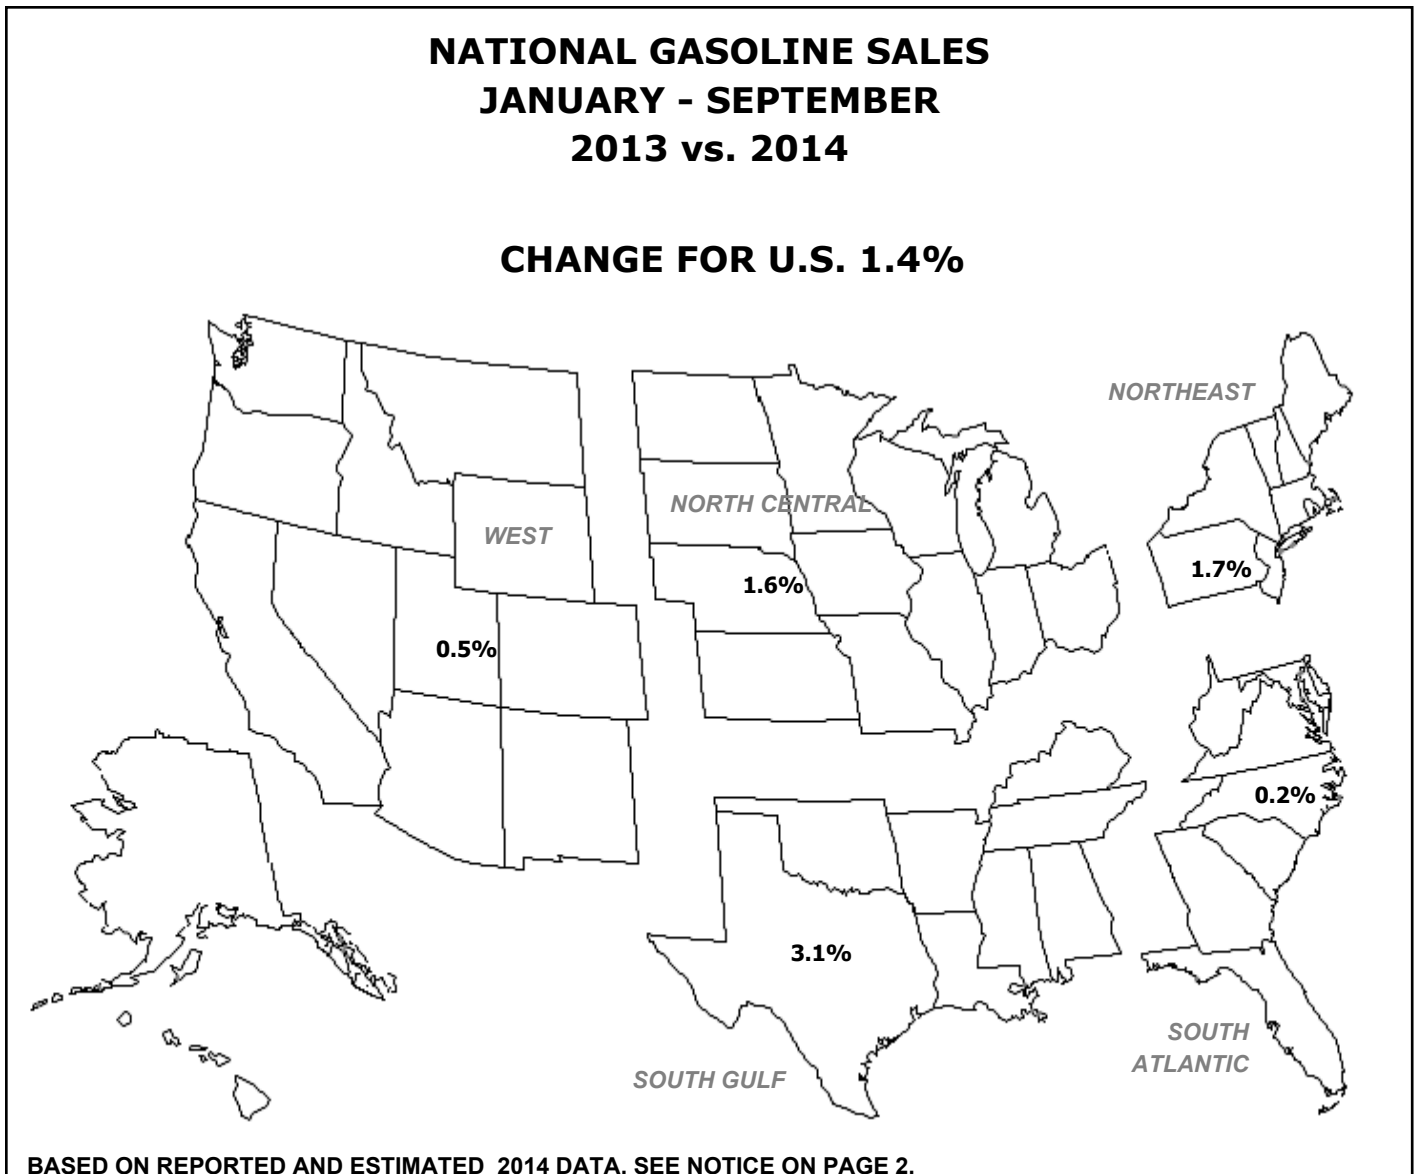 NATIONAL GASOLINE SALES
JANUARY - SEPTEMBER
2013 vs. 2014
CHANGE FOR U.S. 1.4%
NORTHEAST
NORTH CENTRAL
WEST
1.7%
1.6%
0.5%
0.2%
3.1%
SOUTH
ATLANTIC
SOUTH GULF
BASED ON REPORTED AND ESTIMATED  2014 DATA. SEE NOTICE ON PAGE 2.